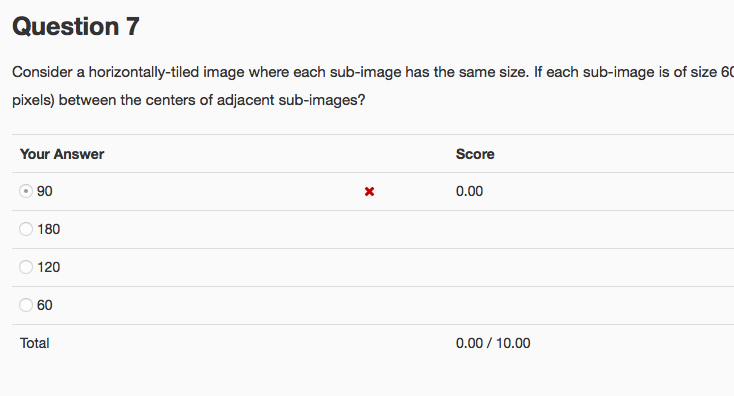 Question 7
Consider a horizontally-tiled image where each sub-image has the same size. If each sub-image is of size 60
pixels) between the centers of adjacent sub-images?
Your Answer Score
90 0.00
180
120
60
Total 0.00 / 10.00